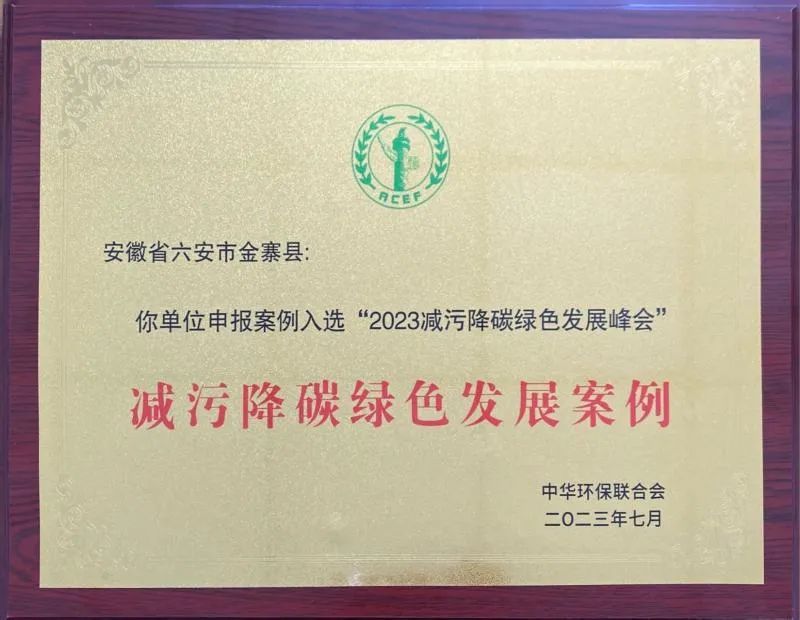 ACEF
安徽省六安市金寨县:
你单位申报案例入选“2023减污降碳绿色发展峰会”
减污降碳绿色发展案例
中华环保联合会
二〇二三年七月